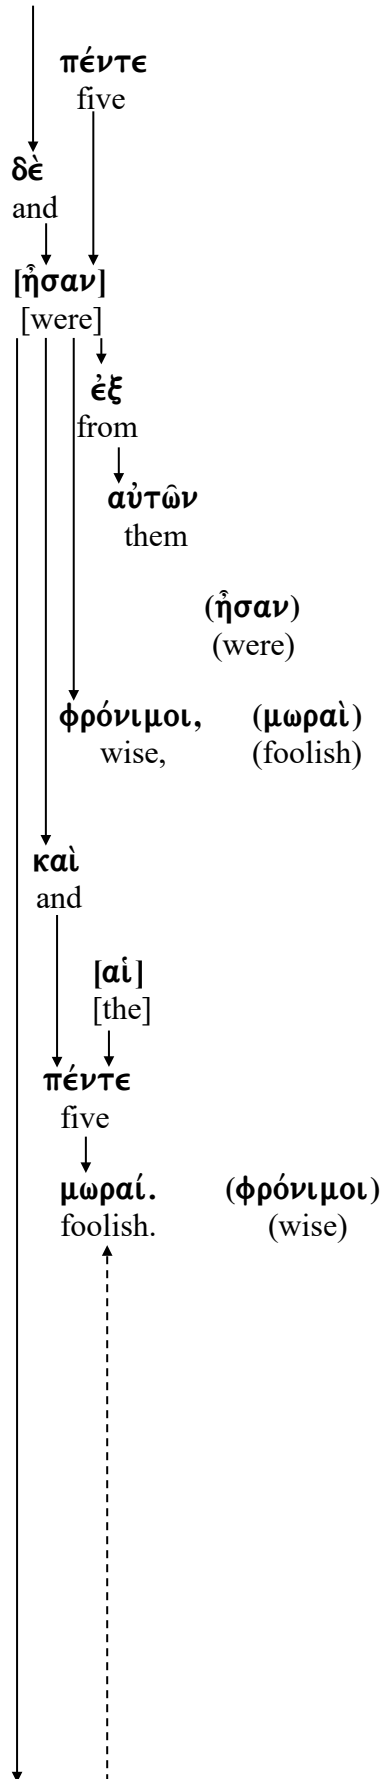 πέντε
five
δὲ
and
[ἦσαν]
[were]
ἐξ
from
αὐτῶν
them
(ἦσαν)
(were)
φρόνιμοι, (μωραὶ)
wise, (foolish)
καὶ
and
[αἱ]
[the]
πέντε
five
μωραί. (φρόνιμοι)
foolish. (wise)